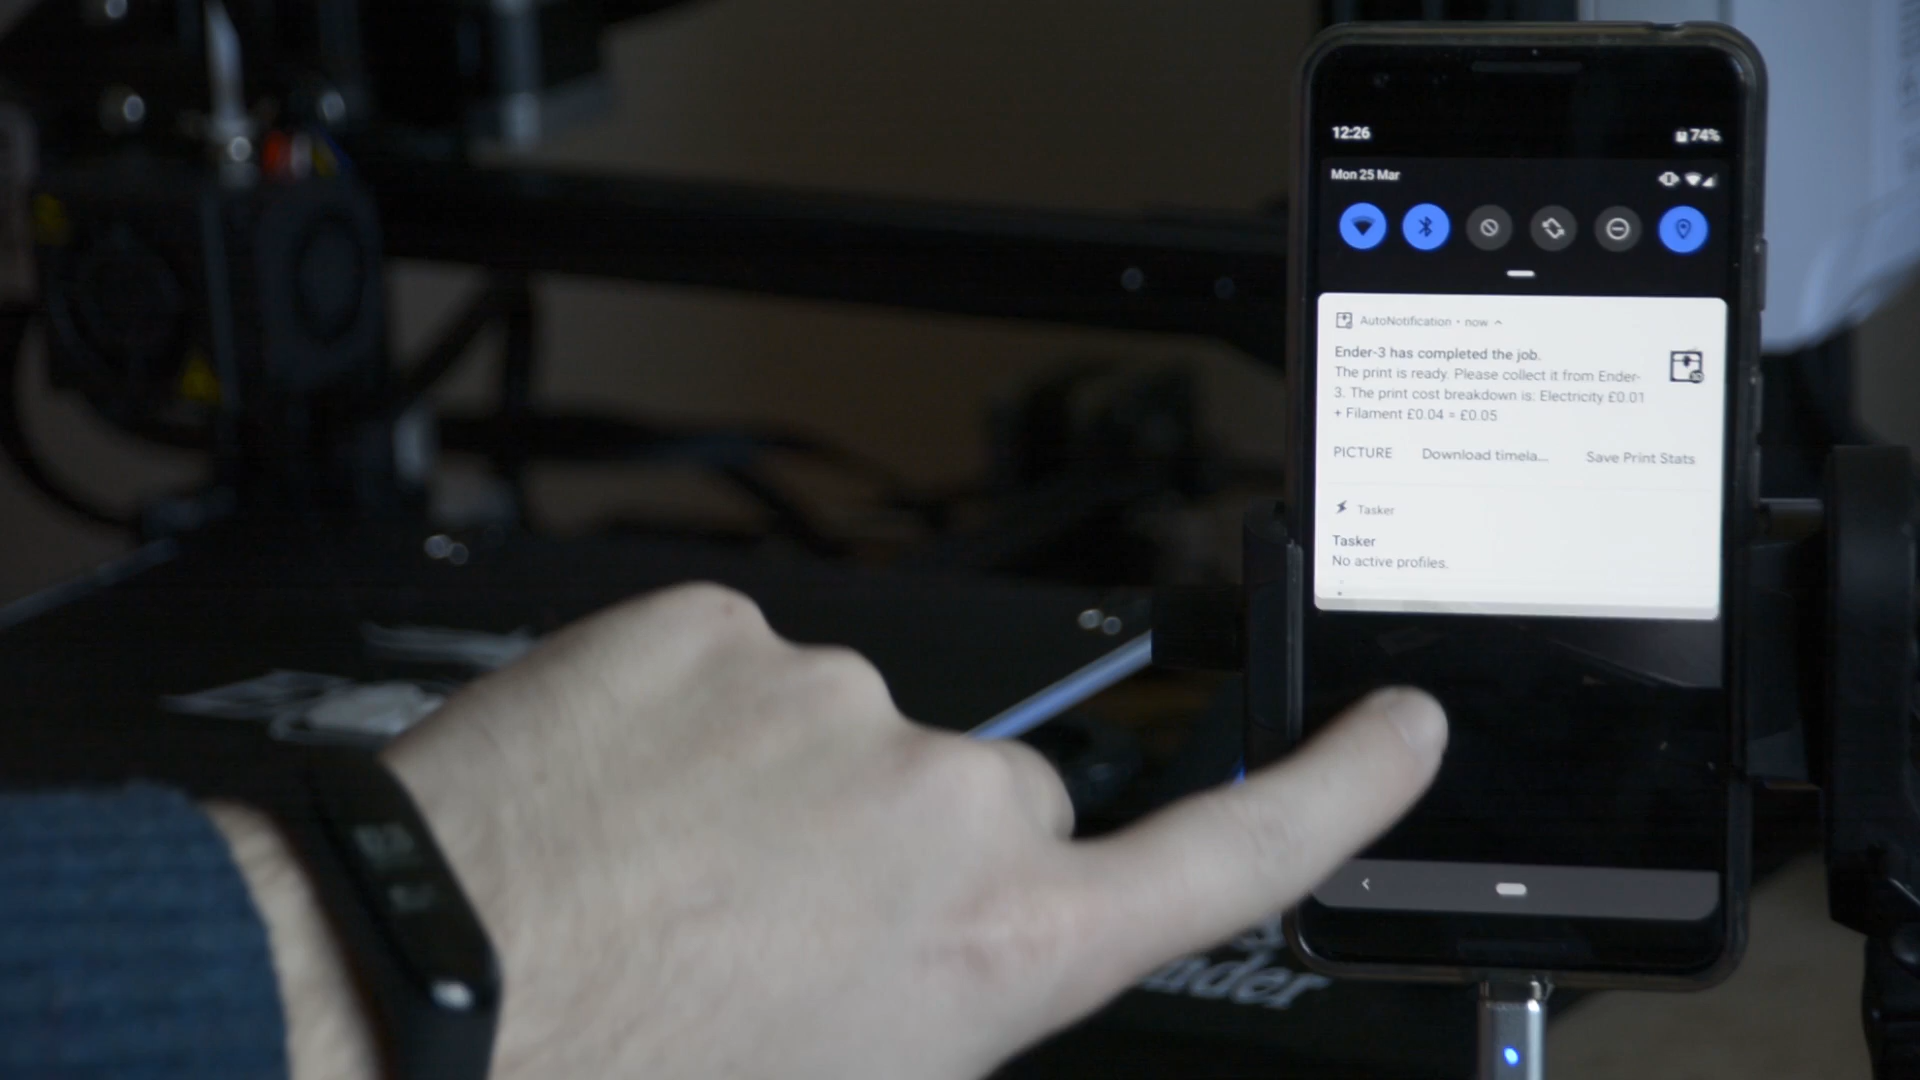 12:26
74%
Mon 25 Mar
AutoNotification • now
Ender-3 has completed the job.
The print is ready. Please collect it from Ender-
3. The print cost breakdown is: Electricity £0.01
+ Filament £0.04 = £0.05
PICTURE Download timela... Save Print Stats
Tasker
Tasker
No active profiles.
nder